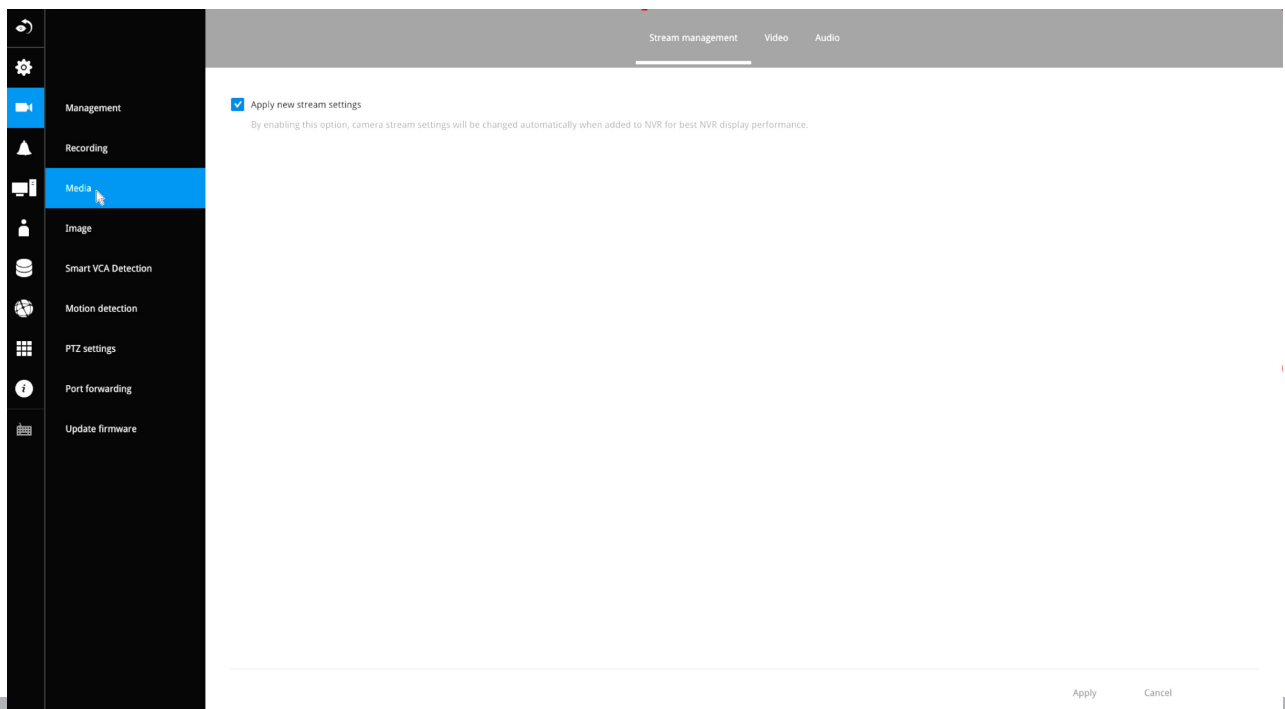 Stream management
Video
Audio
Apply new stream settings
By enabling this option, camera stream settings will be changed automatically when added to NVR for best NVR display performance.
Management
Recording
Media
Image
Smart VCA Detection
Motion detection
PTZ settings
Port forwarding
Update firmware
Apply
Cancel